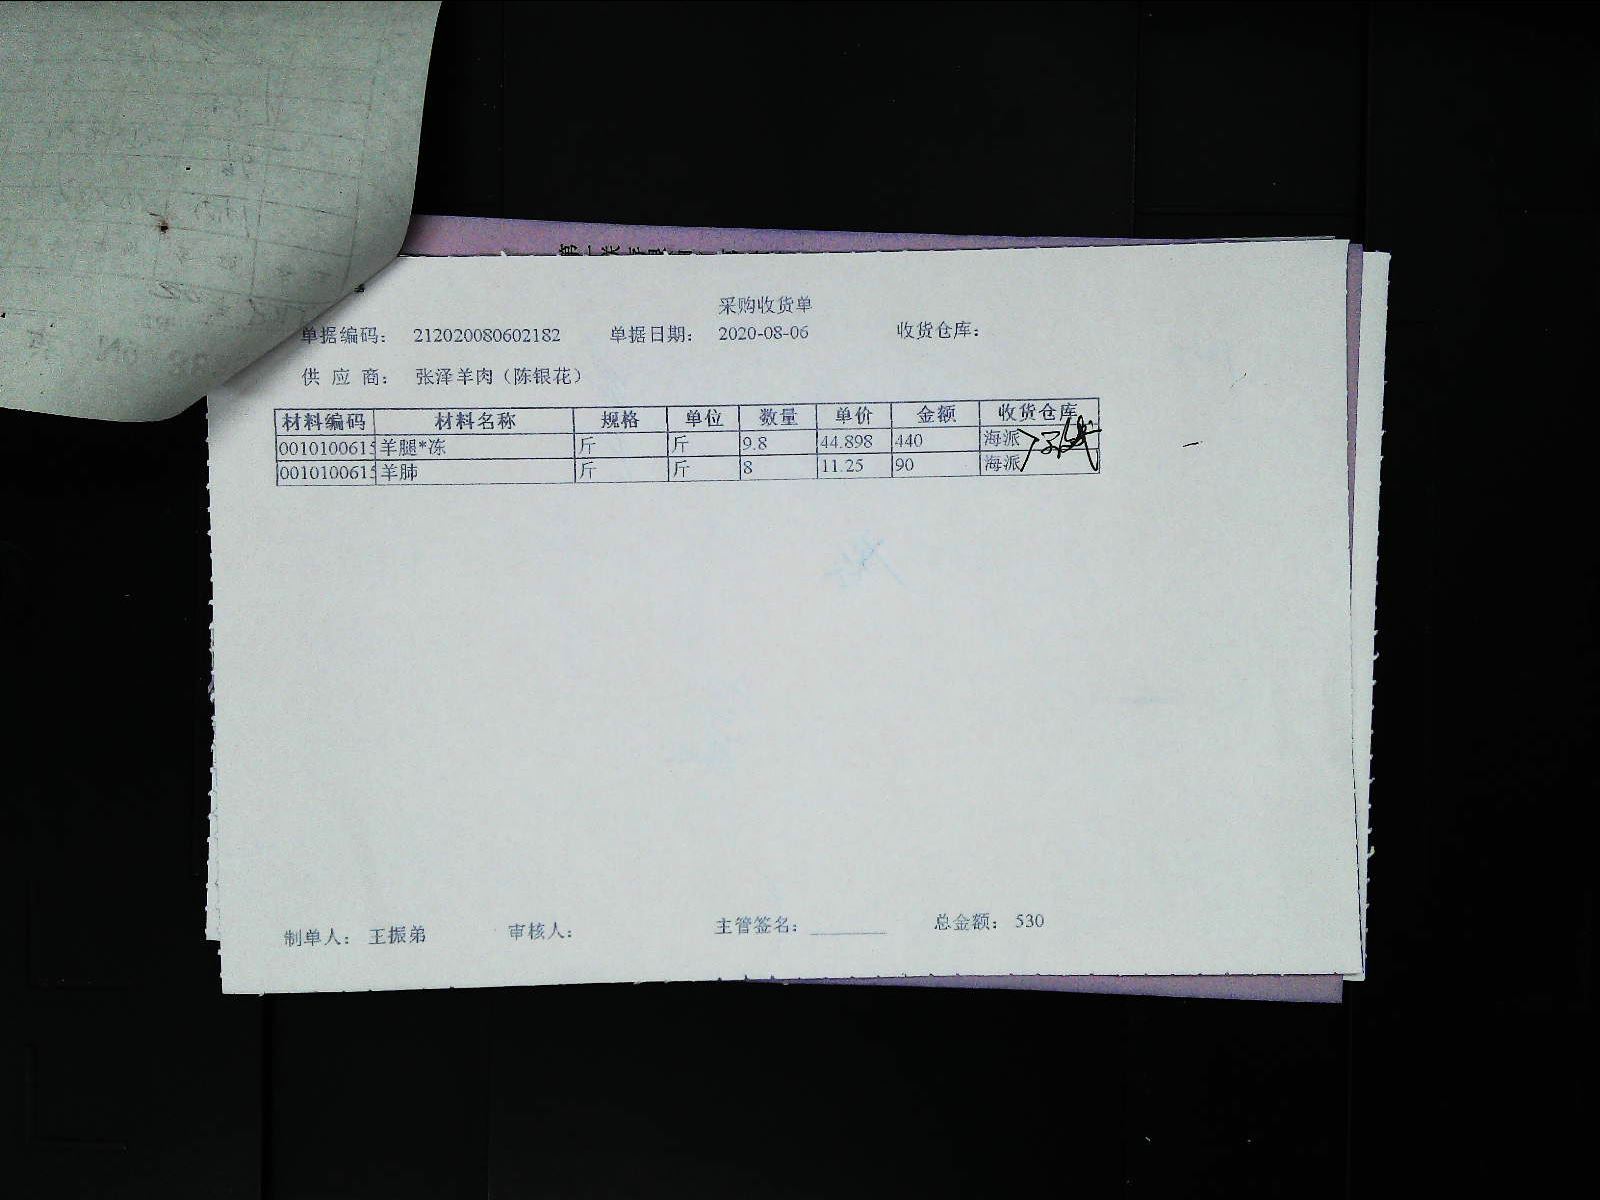 采购收货单
单据编码： 212020080602182 单据日期： 2020-08-06 收货仓库：
供 应 商： 张泽羊肉（陈银花）
材料编码 材料名称 规格 单位 数量 单价 金额 收货仓库
0010100615 羊腿*冻 斤 斤 9.8 44.898 440 海派
0010100615 羊肺 斤 斤 8 11.25 90 海派
制单人： 王振弟 审核人： 主管签名： 总金额： 530